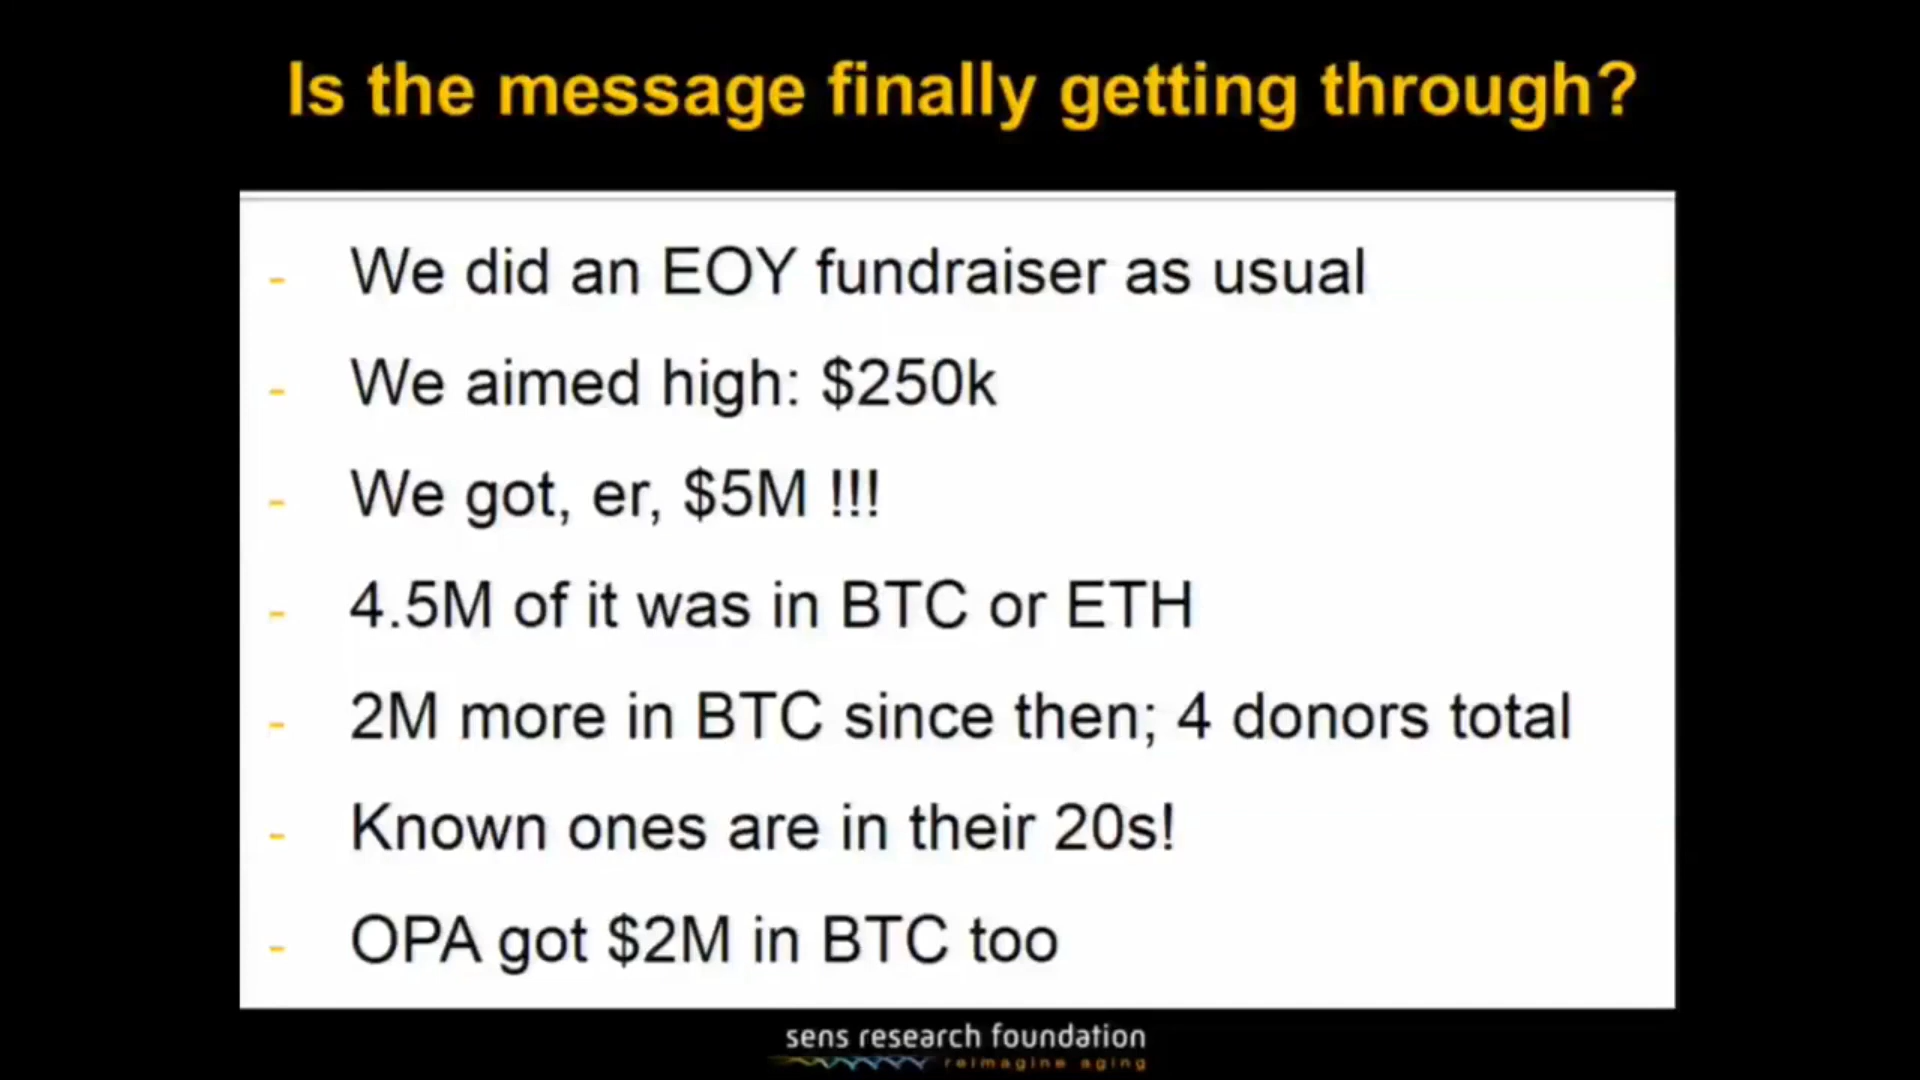 Is the message finally getting through?
- We did an EOY fundraiser as usual
- We aimed high: $250k
- We got, er, $5M !!!
- 4.5M of it was in BTC or ETH
- 2M more in BTC since then; 4 donors total
- Known ones are in their 20s!
- OPA got $2M in BTC too
sens research foundation
reimagine aging